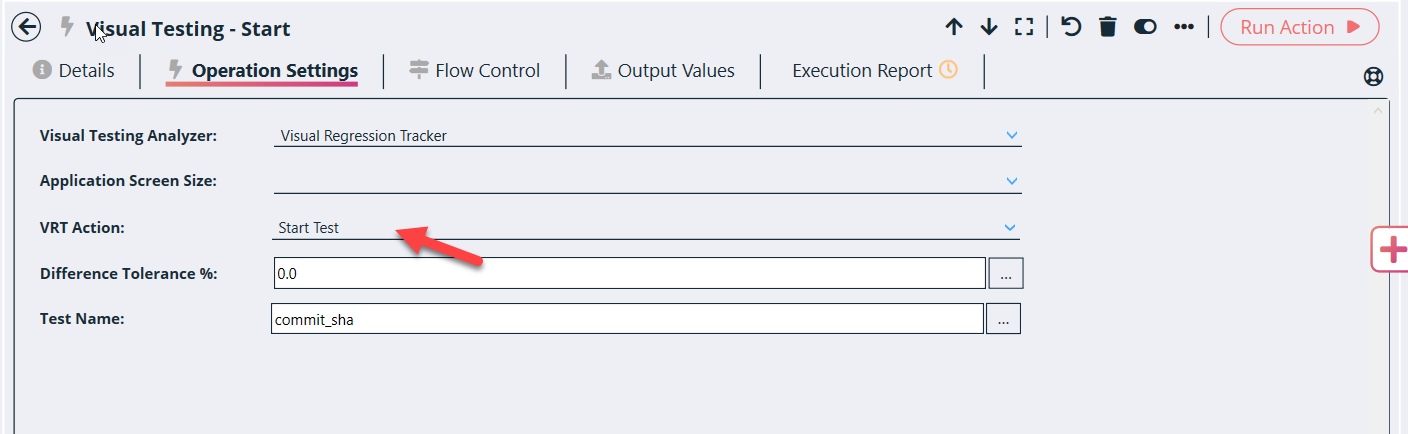 Visual Testing - Start
Run Action
Details Operation Settings Flow Control Output Values Execution Report
Visual Testing Analyzer: Visual Regression Tracker
Application Screen Size:
VRT Action: Start Test
Difference Tolerance %: 0.0 ...
Test Name: commit_sha ...